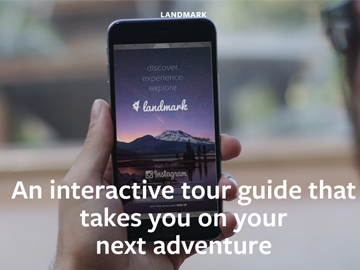 LANDMARK
discover.
experience.
explore.
landmark
Instagram
An interactive tour guide that
takes you on your
next adventure